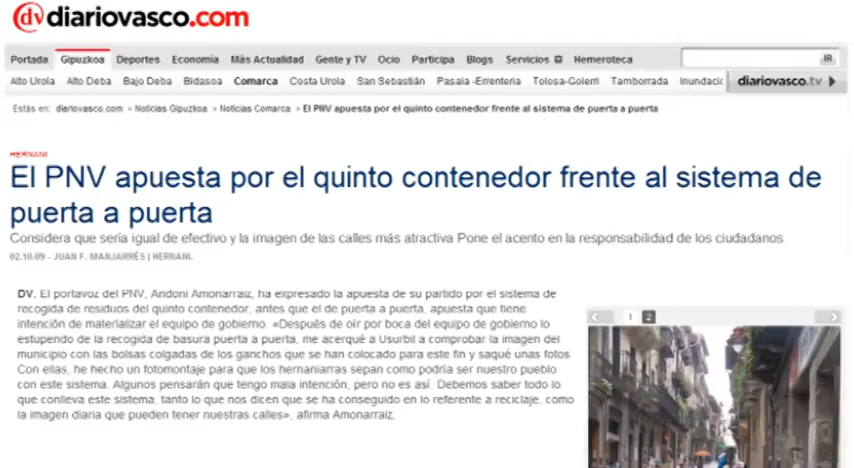 dv diariovasco.com
Portada Gipuzkoa Deportes Economía Más Actualidad Gente y TV Ocio Participa Blogs Servicios Hemeroteca IR
Alto Urola Alto Deba Bajo Deba Bidasoa Comarca Costa Urola San Sebastián Pasaia -Errenteria Tolosa-Goierri Tamborrada Inundacio diariovasco.tv
Estás en: diariovasco.com > Noticias Gipuzkoa > Noticias Comarca > El PNV apuesta por el quinto contenedor frente al sistema de puerta a puerta
HERNANI
El PNV apuesta por el quinto contenedor frente al sistema de
puerta a puerta
Considera que sería igual de efectivo y la imagen de las calles más atractiva Pone el acento en la responsabilidad de los ciudadanos
02.10.09 - JUAN F. MANJARRÉS | HERNANI.
DV. El portavoz del PNV, Andoni Amonarraiz, ha expresado la apuesta de su partido por el sistema de
recogida de residuos del quinto contenedor, antes que el de puerta a puerta, apuesta que tiene
intención de materializar el equipo de gobierno. «Después de oír por boca del equipo de gobierno lo
estupendo de la recogida de basura puerta a puerta, me acerqué a Usurbil a comprobar la imagen del
municipio con las bolsas colgadas de los ganchos que se han colocado para este fin y saqué unas fotos.
Con ellas, he hecho un fotomontaje para que los hernaniarras sepan como podría ser nuestro pueblo
con este sistema. Algunos pensarán que tengo mala intención, pero no es así. Debemos saber todo lo
que conlleva este sistema, tanto lo que nos dicen que se ha conseguido en lo referente a reciclaje, como
la imagen diaria que pueden tener nuestras calles», afirma Amonarraiz.
1 2